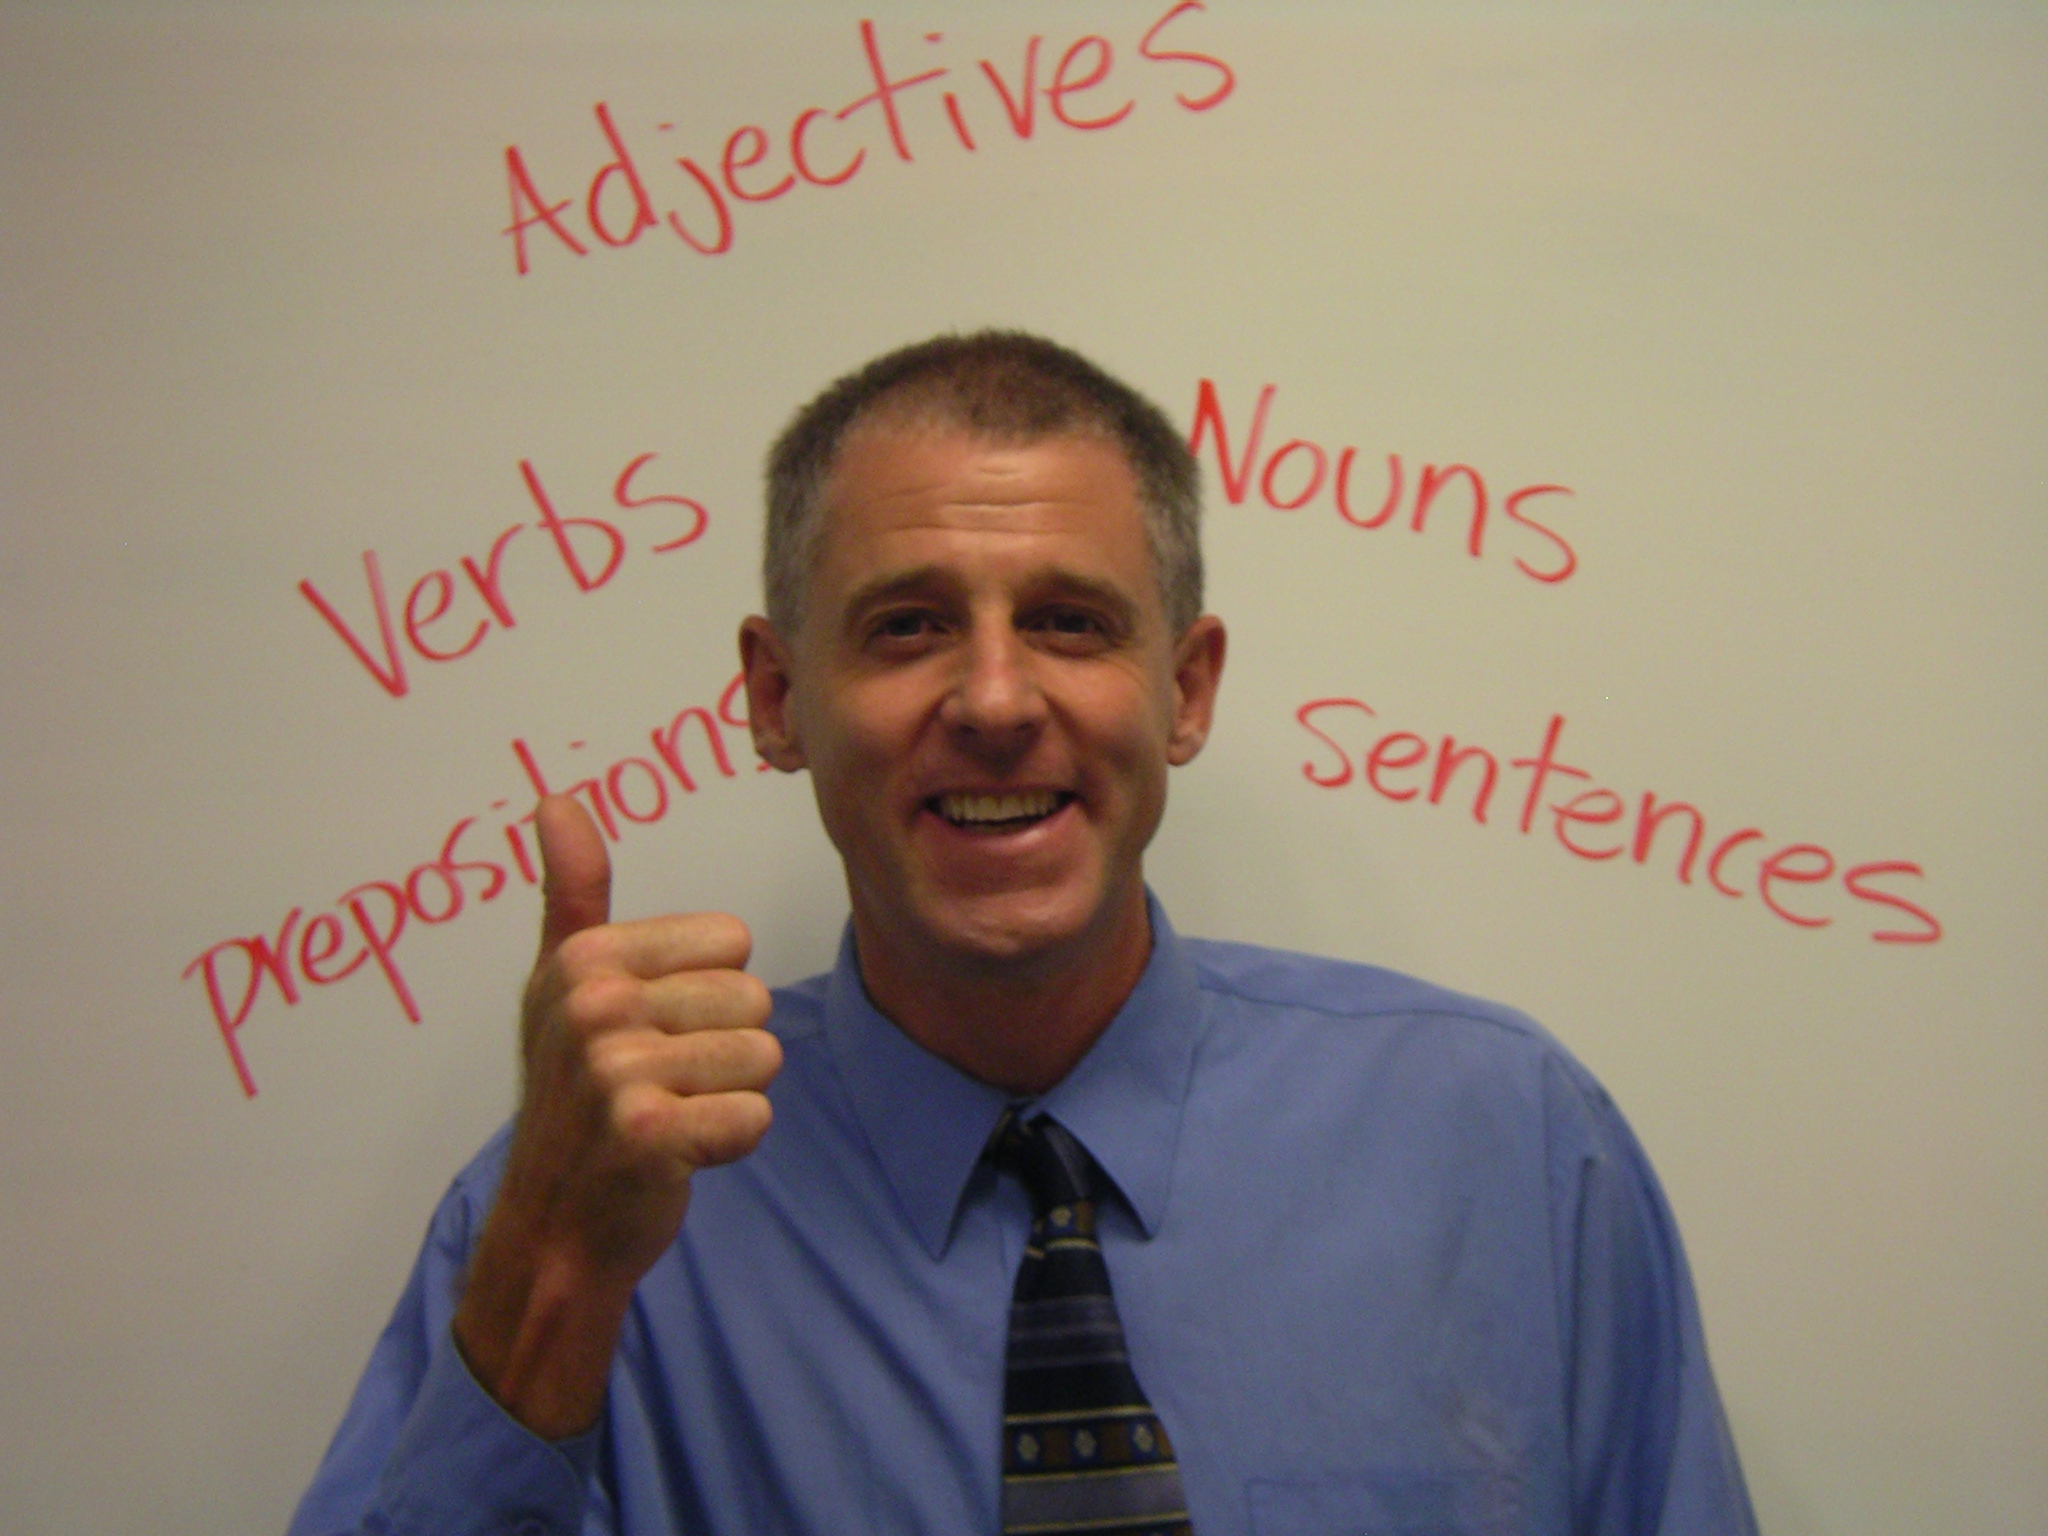 Adjectives
Verbs
Nouns
prepositions
sentences